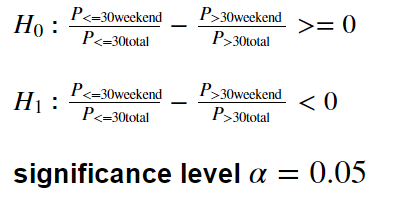 H₀ : P<=30weekend / P<=30total − P>30weekend / P>30total >= 0
H₁ : P<=30weekend / P<=30total − P>30weekend / P>30total < 0
significance level α = 0.05